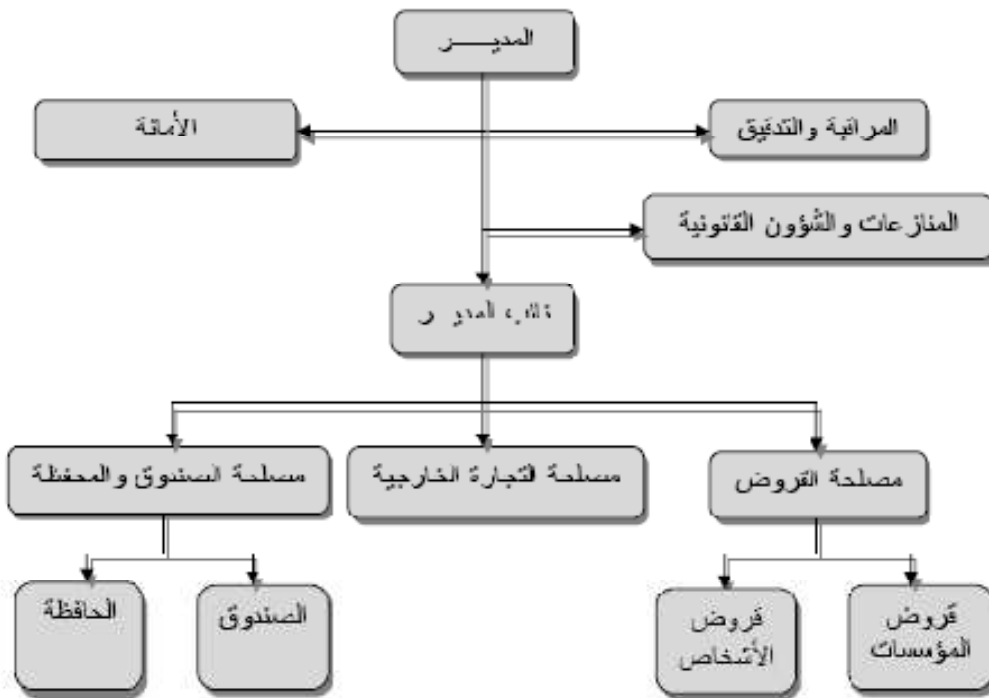 المديـــــر
المراقبة والتدقيق
الأمانة
المنازعات والشؤون القانونية
نائب المديـر
مصلحة القروض
مصلحة التجارة الخارجية
مصلحة الصندوق والمحفظة
قروض
المؤسسات
قروض
الأشخاص
الصندوق
الحافظة